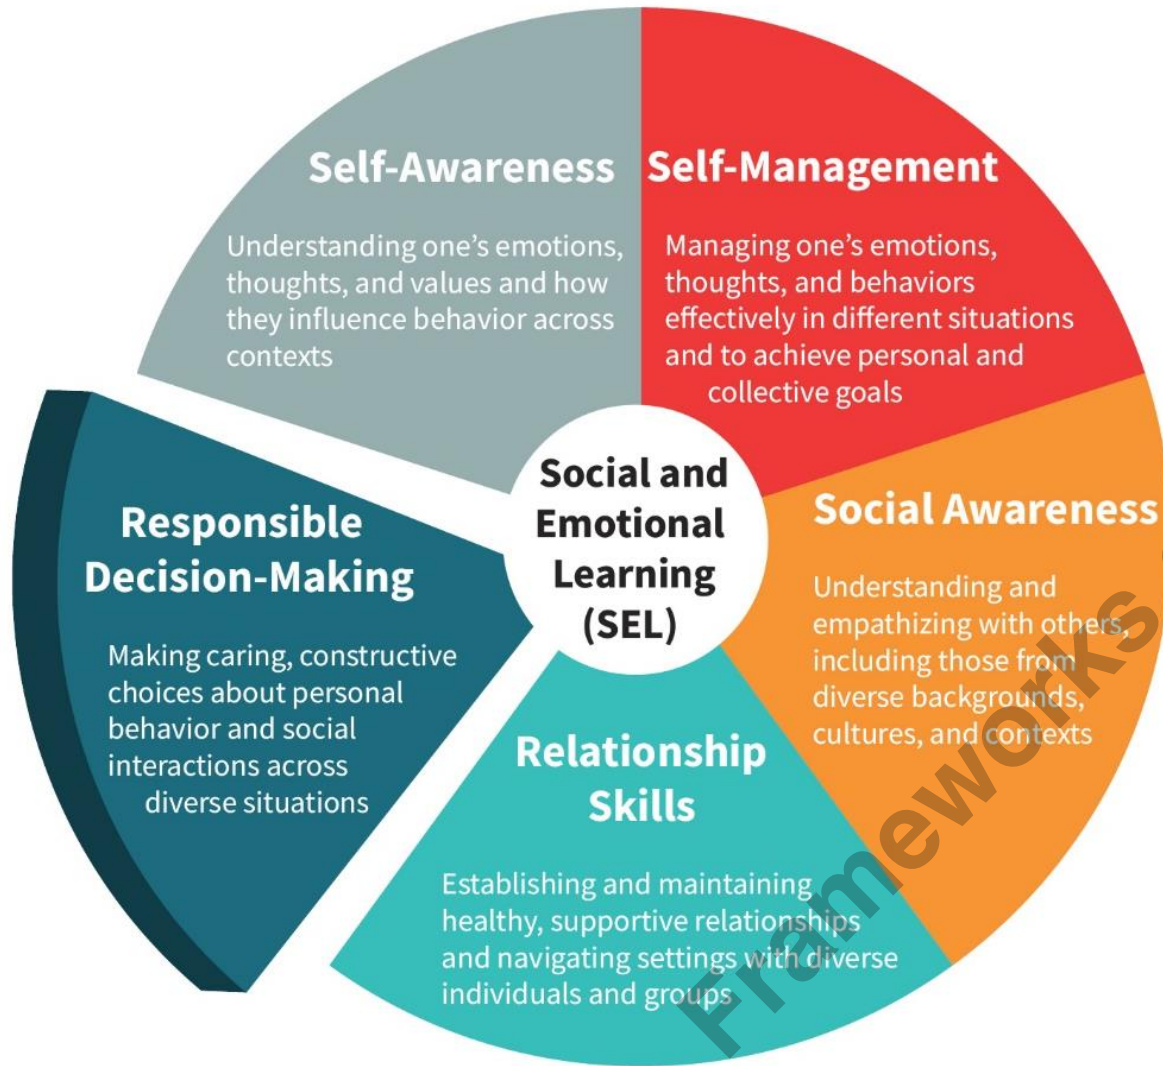 Self-Awareness
Understanding one’s emotions,
thoughts, and values and how
they influence behavior across
contexts
Self-Management
Managing one’s emotions,
thoughts, and behaviors
effectively in different situations
and to achieve personal and
collective goals
Social and
Emotional
Learning
(SEL)
Social Awareness
Understanding and
empathizing with others,
including those from
diverse backgrounds,
cultures, and contexts
Responsible
Decision-Making
Making caring, constructive
choices about personal
behavior and social
interactions across
diverse situations
Relationship
Skills
Establishing and maintaining
healthy, supportive relationships
and navigating settings with diverse
individuals and groups
Frameworks